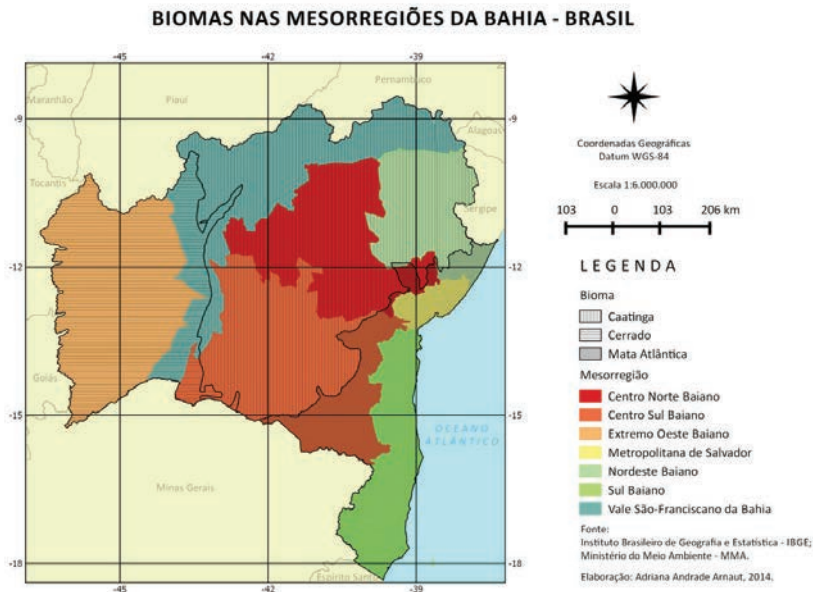 BIOMAS NAS MESORREGIÕES DA BAHIA - BRASIL
-45
-42
-39
Maranhão
Piauí
Pernambuco
-9
-9
Alagoas
Tocantis
Sergipe
-12
-12
Goiás
-15
-15
OCEANO
ATLÂNTICO
Minas Gerais
-18
-18
Espírito Santo
-45
-42
-39
Coordenadas Geográficas
Datum WGS-84
Escala 1:6.000.000
103 0 103 206 km
LEGENDA
Bioma
Caatinga
Cerrado
Mata Atlântica
Mesorregião
Centro Norte Baiano
Centro Sul Baiano
Extremo Oeste Baiano
Metropolitana de Salvador
Nordeste Baiano
Sul Baiano
Vale São-Franciscano da Bahia
Fonte:
Instituto Brasileiro de Geografia e Estatística - IBGE;
Ministério do Meio Ambiente - MMA.
Elaboração: Adriana Andrade Arnaut, 2014.